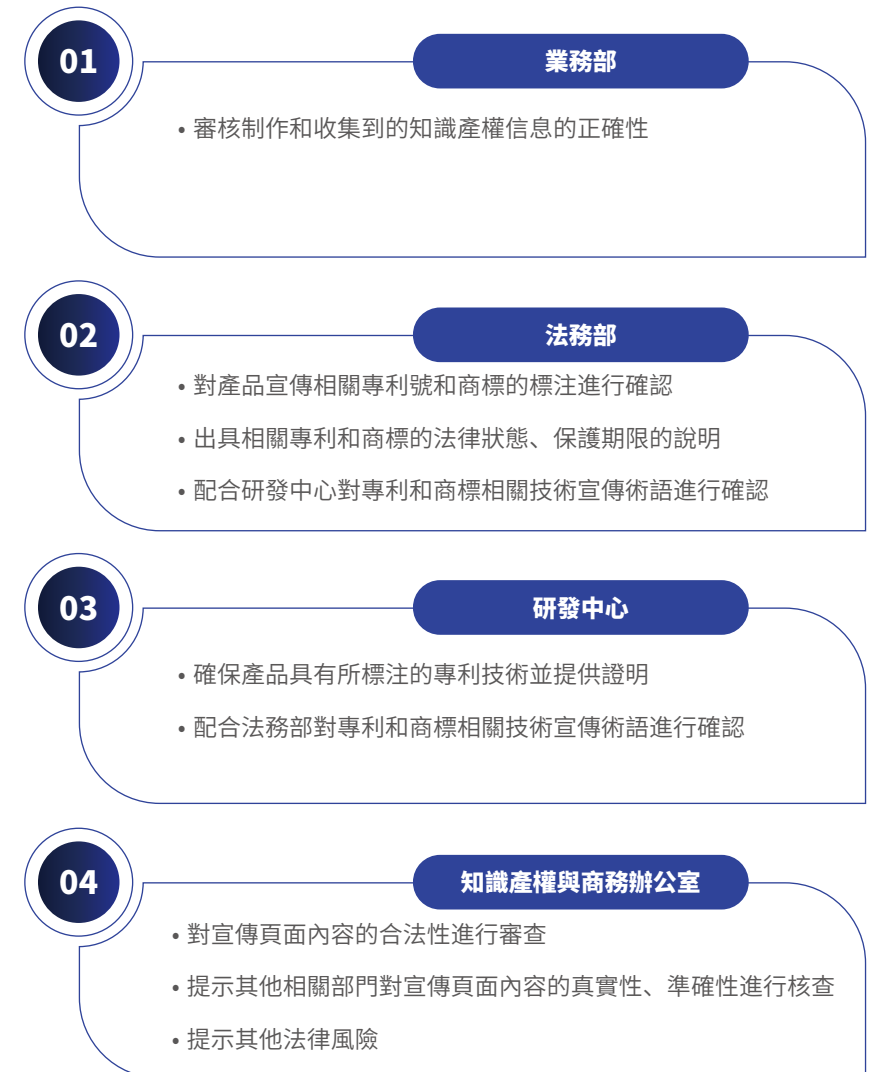 01
業務部
• 審核制作和收集到的知識產權信息的正確性
02
法務部
• 對產品宣傳相關專利號和商標的標注進行確認
• 出具相關專利和商標的法律狀態、保護期限的說明
• 配合研發中心對專利和商標相關技術宣傳術語進行確認
03
研發中心
• 確保產品具有所標注的專利技術並提供證明
• 配合法務部對專利和商標相關技術宣傳術語進行確認
04
知識產權與商務辦公室
• 對宣傳頁面內容的合法性進行審查
• 提示其他相關部門對宣傳頁面內容的真實性、準確性進行核查
• 提示其他法律風險